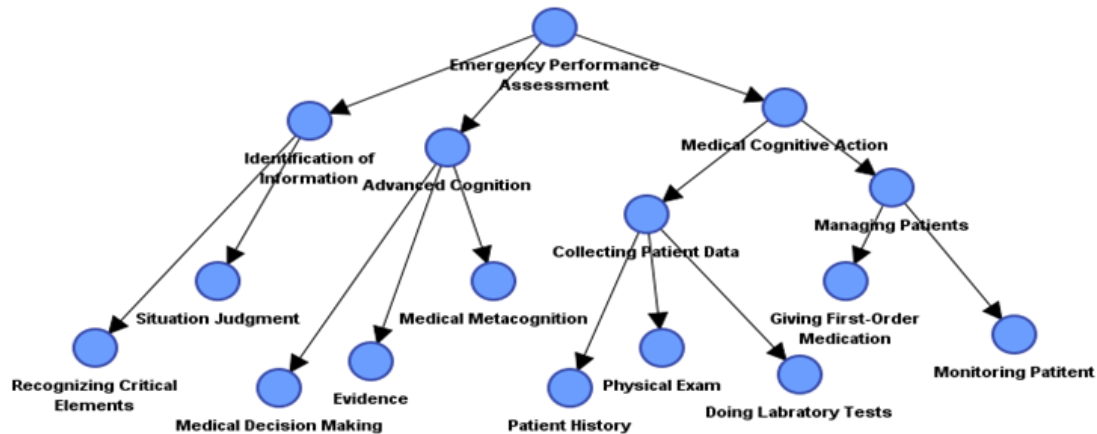 Emergency Performance
Assessment
Identification of
Information
Advanced Cognition
Medical Cognitive Action
Collecting Patient Data
Managing Patients
Situation Judgment
Medical Metacognition
Giving First-Order
Medication
Recognizing Critical
Elements
Evidence
Physical Exam
Monitoring Patitent
Medical Decision Making
Patient History
Doing Labratory Tests